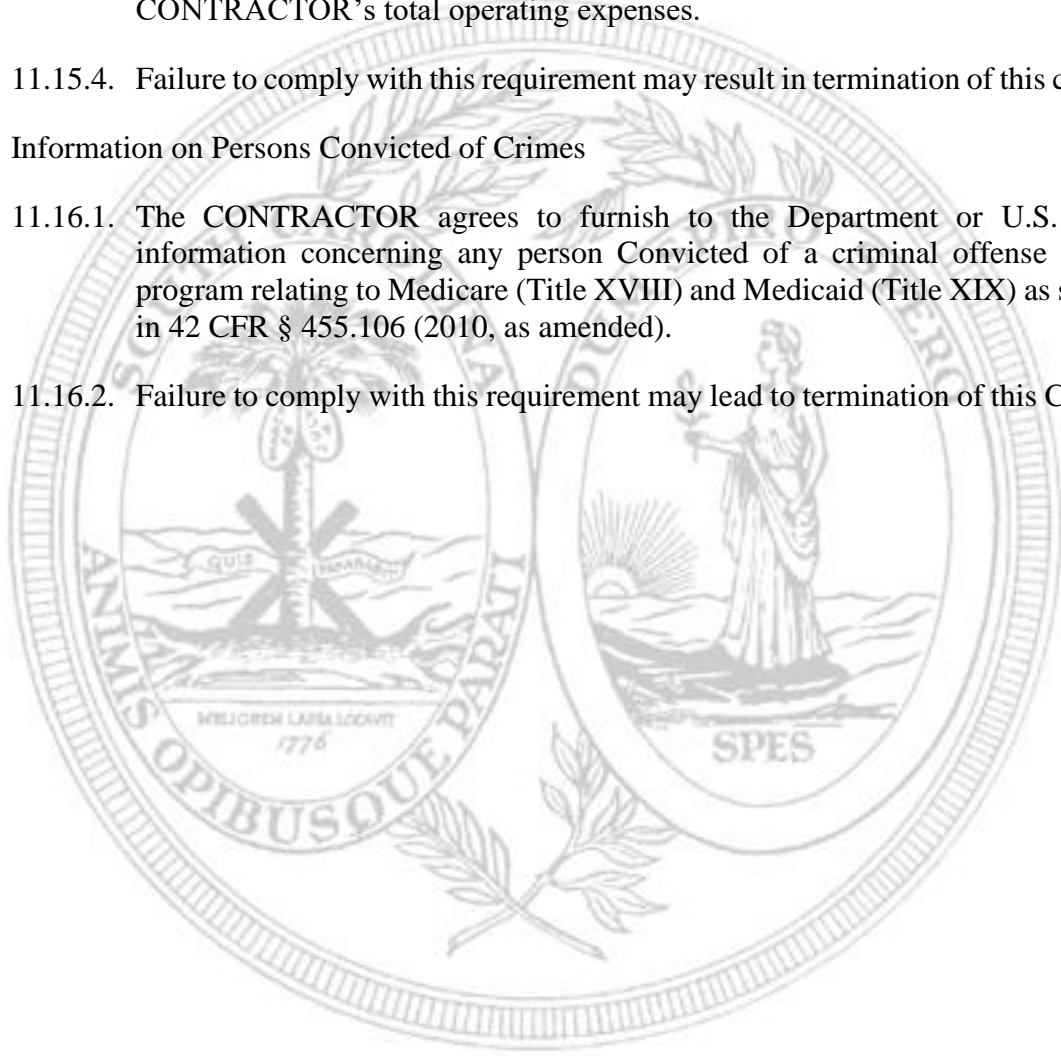 CONTRACTOR's total operating expenses.
11.15.4. Failure to comply with this requirement may result in termination of this
Information on Persons Convicted of Crimes
11.16.1. The CONTRACTOR agrees to furnish to the Department or U.S.
information concerning any person Convicted of a criminal offense
program relating to Medicare (Title XVIII) and Medicaid (Title XIX) as
in 42 CFR § 455.106 (2010, as amended).
11.16.2. Failure to comply with this requirement may lead to termination of this
QUIS
ANIMIS OPIBUSQUE PARATI
1776
SPES